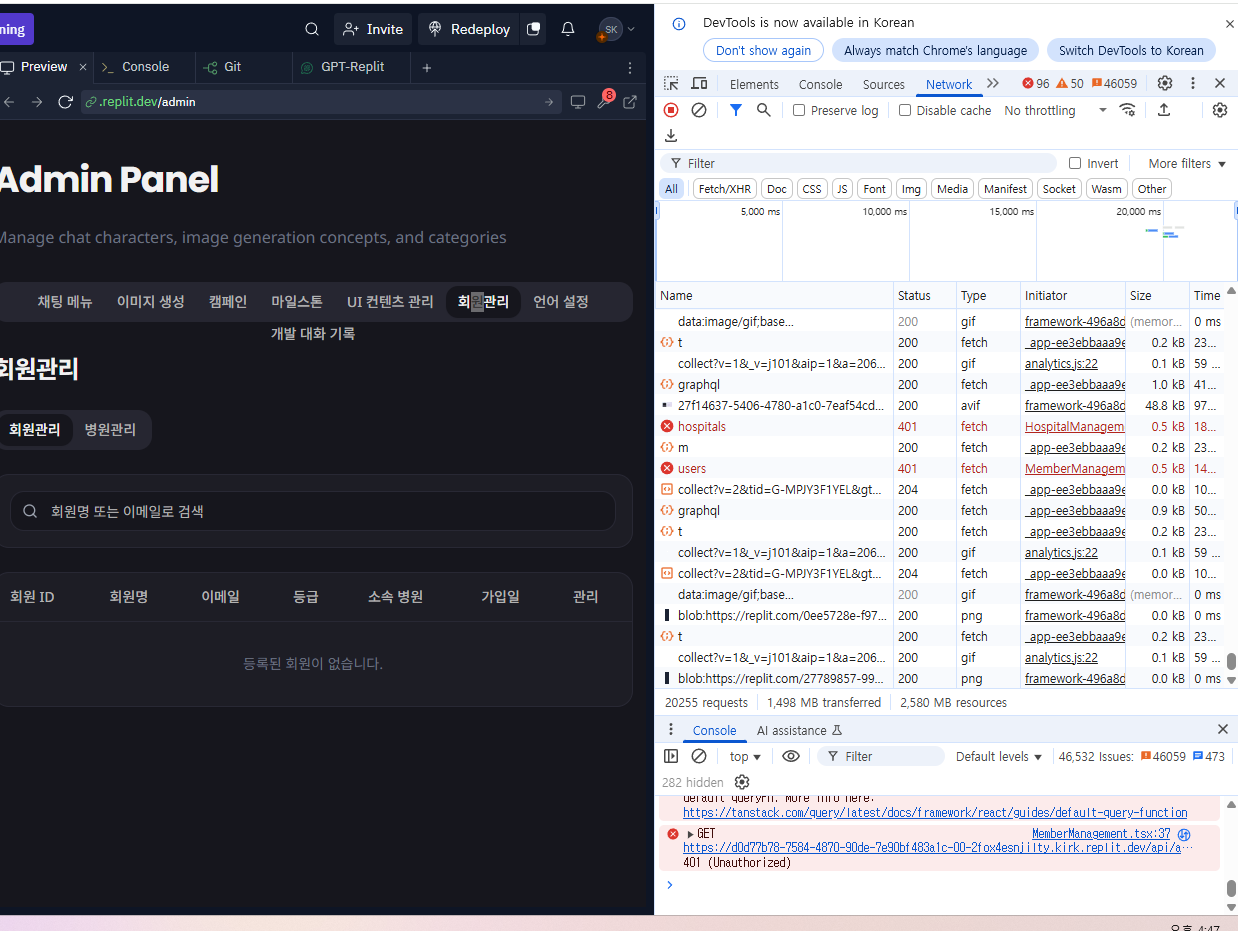 ning
Invite
Redeploy
SK
Preview
Console
Git
GPT-Replit
.replit.dev/admin
8
Admin Panel
Manage chat characters, image generation concepts, and categories
채팅 메뉴
이미지 생성
캠페인
마일스톤
UI 컨텐츠 관리
회원관리
언어 설정
개발 대화 기록
회원관리
회원관리
병원관리
회원명 또는 이메일로 검색
회원 ID 회원명 이메일 등급 소속 병원 가입일 관리
등록된 회원이 없습니다.
DevTools is now available in Korean
Don't show again
Always match Chrome's language
Switch DevTools to Korean
Elements Console Sources Network 96 50 46059
Preserve log Disable cache No throttling
Filter Invert More filters
All Fetch/XHR Doc CSS JS Font Img Media Manifest Socket Wasm Other
5,000 ms 10,000 ms 15,000 ms 20,000 ms
Name Status Type Initiator Size Time
data:image/gif;base... 200 gif framework-496a8d (memor... 0 ms
t 200 fetch _app-ee3ebbaaa9e 0.2 kB 23...
collect?v=1&_v=j101&aip=1&a=206... 200 gif analytics.js:22 0.1 kB 59 ...
graphql 200 fetch _app-ee3ebbaaa9e 1.0 kB 41...
27f14637-5406-4780-a1c0-7eaf54cd... 200 avif framework-496a8d 48.8 kB 97...
hospitals 401 fetch HospitalManagem 0.5 kB 18...
m 200 fetch _app-ee3ebbaaa9e 0.2 kB 23...
users 401 fetch MemberManagem 0.5 kB 14...
collect?v=2&tid=G-MPJY3F1YEL&gt... 204 fetch _app-ee3ebbaaa9e 0.0 kB 10...
graphql 200 fetch _app-ee3ebbaaa9e 0.9 kB 50...
t 200 fetch _app-ee3ebbaaa9e 0.2 kB 23...
collect?v=1&_v=j101&aip=1&a=206... 200 gif analytics.js:22 0.1 kB 59 ...
collect?v=2&tid=G-MPJY3F1YEL&gt... 204 fetch _app-ee3ebbaaa9e 0.0 kB 10...
data:image/gif;base... 200 gif framework-496a8d (memor... 0 ms
blob:https://replit.com/0ee5728e-f97... 200 png framework-496a8d 0.0 kB 0 ms
t 200 fetch _app-ee3ebbaaa9e 0.2 kB 23...
collect?v=1&_v=j101&aip=1&a=206... 200 gif analytics.js:22 0.1 kB 59 ...
blob:https://replit.com/27789857-99... 200 png framework-496a8d 0.0 kB 0 ms
20255 requests 1,498 MB transferred 2,580 MB resources
Console AI assistance
top Filter Default levels 46,532 Issues: 46059 473
282 hidden
default queryFn. More info here:
https://tanstack.com/query/latest/docs/framework/react/guides/default-query-function
GET MemberManagement.tsx:37
https://d0d77b78-7584-4870-90de-7e90bf483a1c-00-2fox4esnjilty.kirk.replit.dev/api/a…
401 (Unauthorized)
오후 4:47